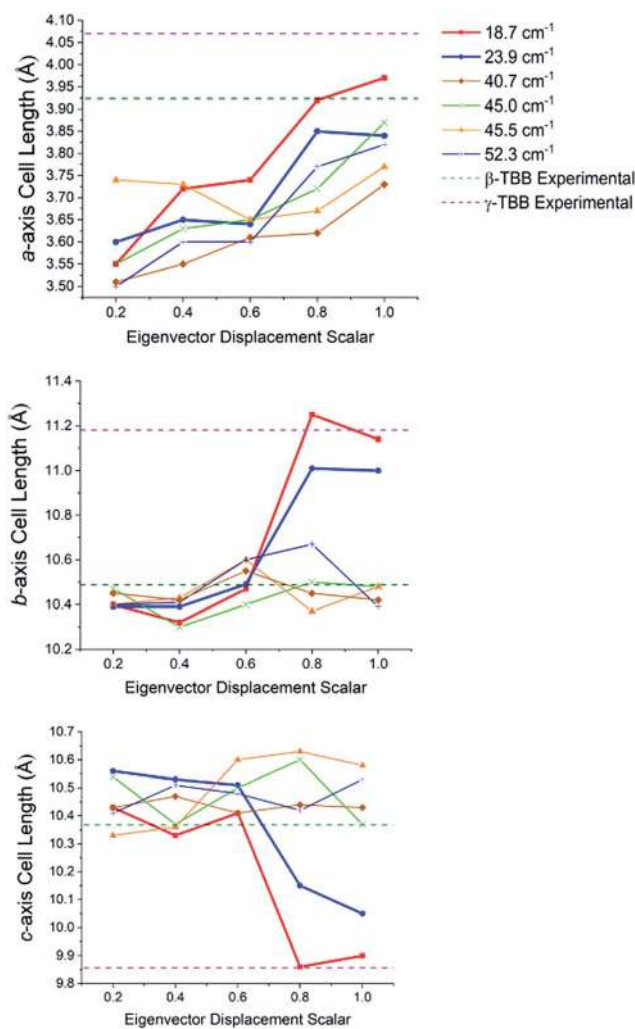 4.10
4.05
4.00
3.95
3.90
3.85
3.80
3.75
3.70
3.65
3.60
3.55
3.50
a-axis Cell Length (Å)
0.2 0.4 0.6 0.8 1.0
Eigenvector Displacement Scalar
18.7 cm⁻¹
23.9 cm⁻¹
40.7 cm⁻¹
45.0 cm⁻¹
45.5 cm⁻¹
52.3 cm⁻¹
β-TBB Experimental
γ-TBB Experimental
11.4
11.2
11.0
10.6
10.4
10.2
b-axis Cell Length (Å)
0.2 0.4 0.6 0.8 1.0
Eigenvector Displacement Scalar
10.7
10.6
10.5
10.4
10.3
10.2
10.1
10.0
9.9
9.8
c-axis Cell Length (Å)
0.2 0.4 0.6 0.8 1.0
Eigenvector Displacement Scalar